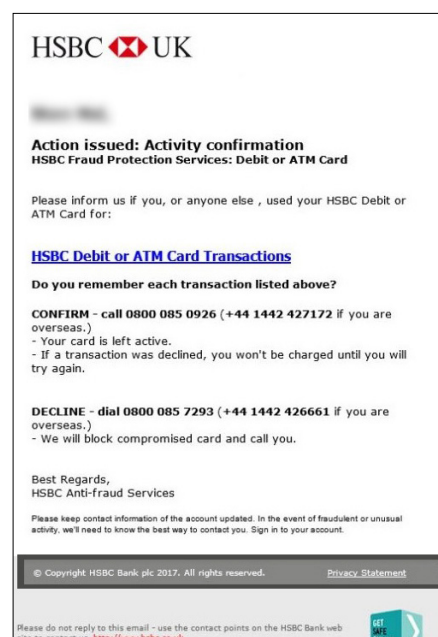 HSBC UK
Action issued: Activity confirmation
HSBC Fraud Protection Services: Debit or ATM Card
Please inform us if you, or anyone else , used your HSBC Debit or
ATM Card for:
HSBC Debit or ATM Card Transactions
Do you remember each transaction listed above?
CONFIRM - call 0800 085 0926 (+44 1442 427172 if you are
overseas.)
- Your card is left active.
- If a transaction was declined, you won't be charged until you will
try again.
DECLINE - dial 0800 085 7293 (+44 1442 426661 if you are
overseas.)
- We will block compromised card and call you.
Best Regards,
HSBC Anti-fraud Services
Please keep contact information of the account updated. In the event of fraudulent or unusual
activity, we'll need to know the best way to contact you. Sign in to your account.
© Copyright HSBC Bank plc 2017. All rights reserved. Privacy Statement
Please do not reply to this email - use the contact points on the HSBC Bank web
GET
SAFE